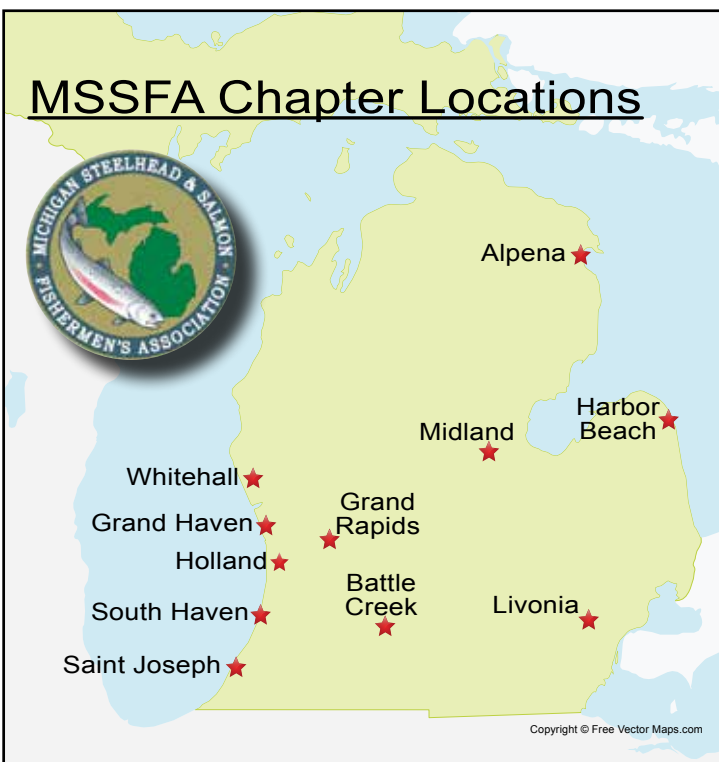 MSSFA Chapter Locations
MICHIGAN STEELHEAD & SALMON
FISHERMEN'S ASSOCIATION
Alpena
Harbor
Beach
Midland
Whitehall
Grand
Rapids
Grand Haven
Holland
Battle
Creek
Livonia
South Haven
Saint Joseph
Copyright © Free Vector Maps.com